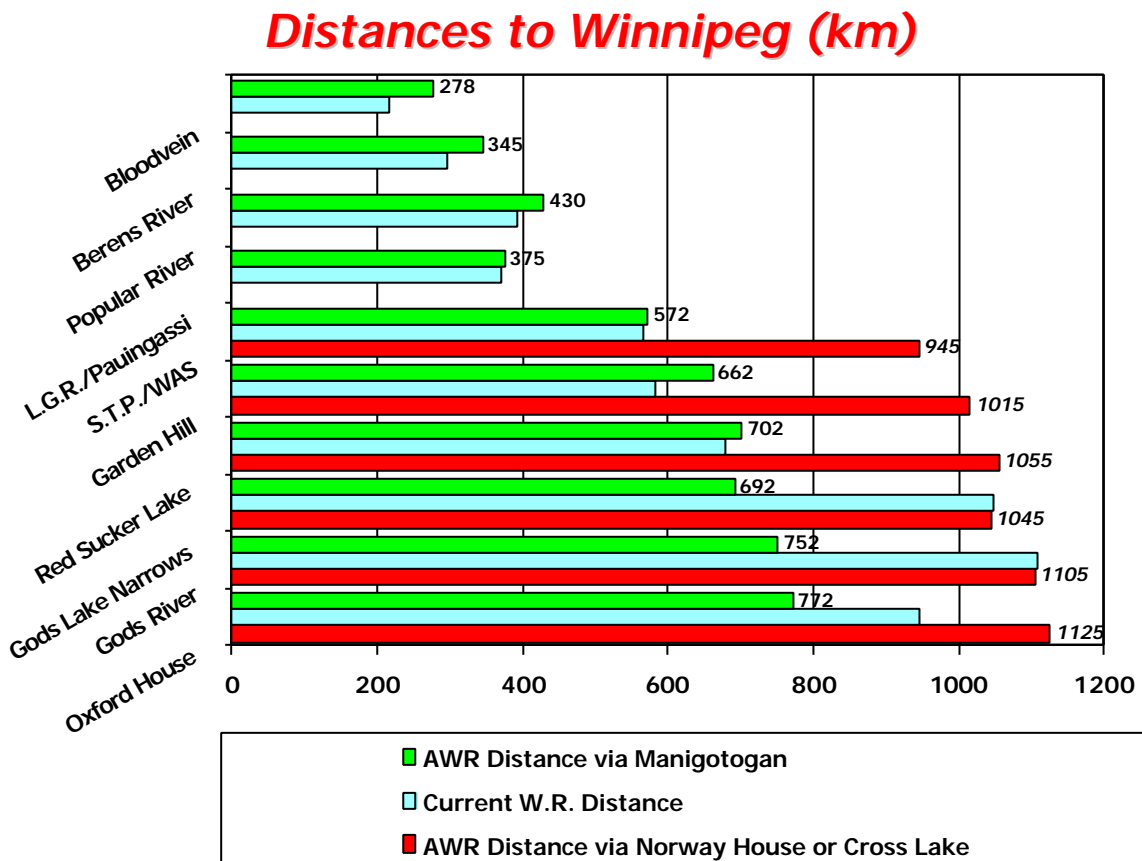 Distances to Winnipeg (km)
278
Bloodvein
345
Berens River
430
Popular River
375
L.G.R./Pauingassi
572
945
S.T.P./WAS
662
1015
Garden Hill
702
1055
Red Sucker Lake
692
1045
Gods Lake Narrows
752
1105
Gods River
772
1125
Oxford House
0 200 400 600 800 1000 1200
AWR Distance via Manigotogan
Current W.R. Distance
AWR Distance via Norway House or Cross Lake